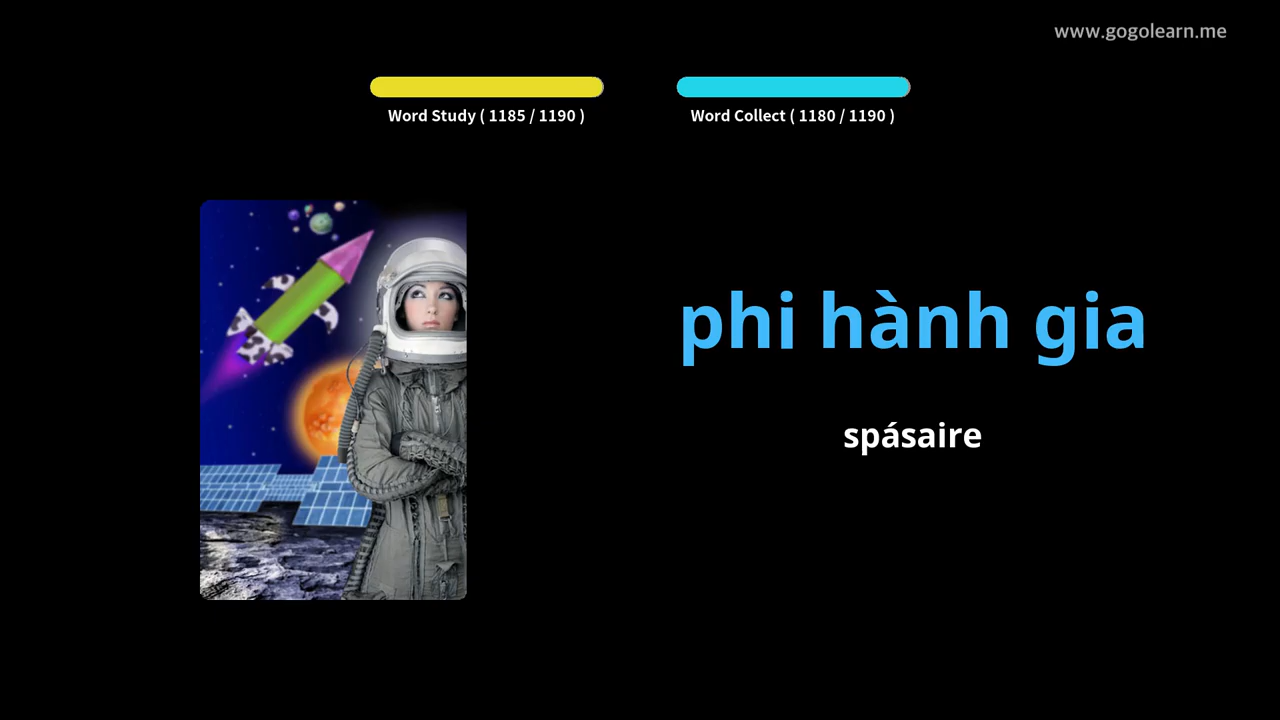 www.gogolearn.me
Word Study ( 1185 / 1190 )
Word Collect ( 1180 / 1190 )
phi hành gia
spásaire